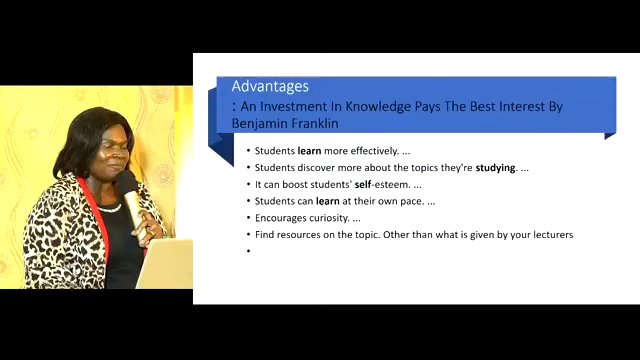 Advantages
: An Investment In Knowledge Pays The Best Interest By
Benjamin Franklin
• Students learn more effectively. ...
• Students discover more about the topics they're studying. ...
• It can boost students' self-esteem. ...
• Students can learn at their own pace. ...
• Encourages curiosity. ...
• Find resources on the topic. Other than what is given by your lecturers
•